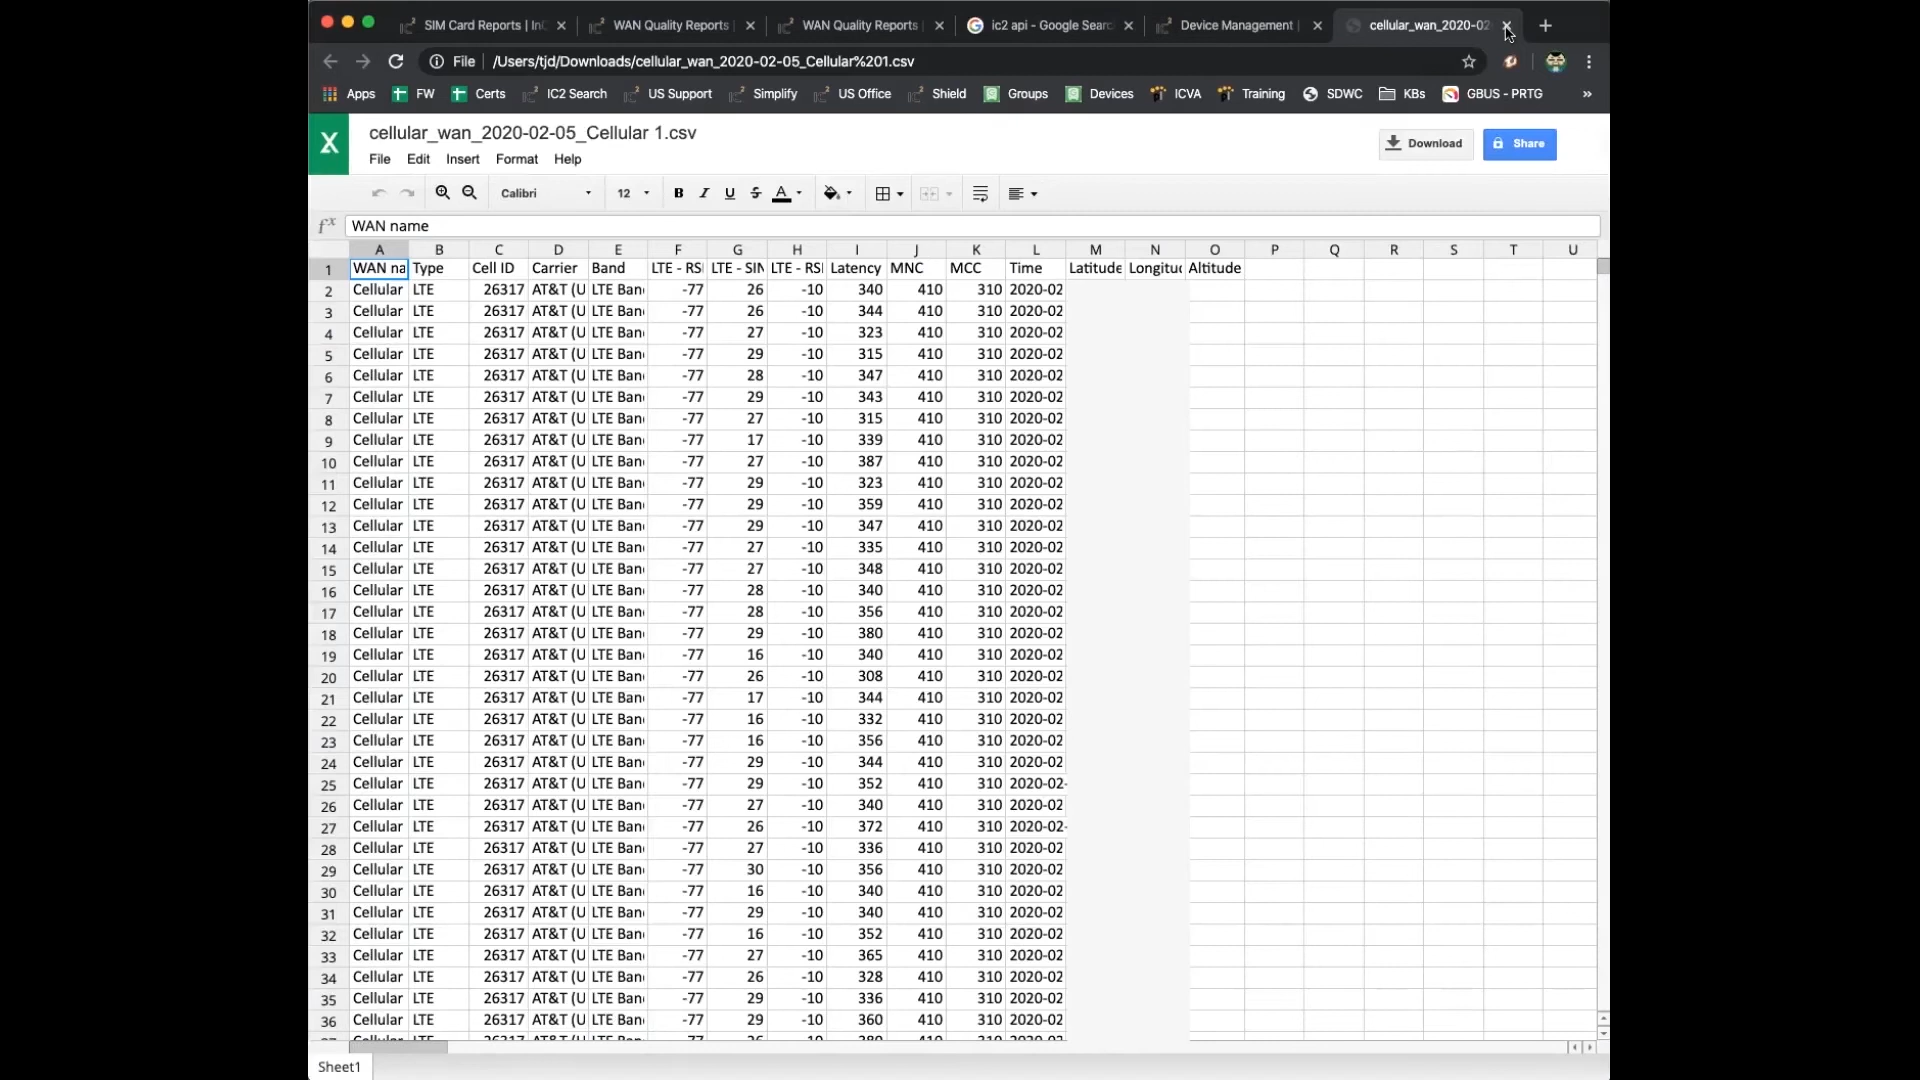 SIM Card Reports | InC
WAN Quality Reports
WAN Quality Reports
ic2 api - Google Searc
Device Management |
cellular_wan_2020-02
File | /Users/tjd/Downloads/cellular_wan_2020-02-05_Cellular%201.csv
Apps FW Certs IC2 Search US Support Simplify US Office Shield Groups Devices ICVA Training SDWC KBs GBUS - PRTG »
cellular_wan_2020-02-05_Cellular 1.csv
File Edit Insert Format Help
Download Share
Calibri 12 B I U S A
fx WAN name
A B C D E F G H I J K L M N O P Q R S T U
1 WAN na Type Cell ID Carrier Band LTE - RS LTE - SIN LTE - RS Latency MNC MCC Time Latitude Longitu Altitude
2 Cellular LTE 26317 AT&T (U LTE Ban -77 26 -10 340 410 310 2020-02
3 Cellular LTE 26317 AT&T (U LTE Ban -77 26 -10 344 410 310 2020-02
4 Cellular LTE 26317 AT&T (U LTE Ban -77 27 -10 323 410 310 2020-02
5 Cellular LTE 26317 AT&T (U LTE Ban -77 29 -10 315 410 310 2020-02
6 Cellular LTE 26317 AT&T (U LTE Ban -77 28 -10 347 410 310 2020-02
7 Cellular LTE 26317 AT&T (U LTE Ban -77 29 -10 343 410 310 2020-02
8 Cellular LTE 26317 AT&T (U LTE Ban -77 27 -10 315 410 310 2020-02
9 Cellular LTE 26317 AT&T (U LTE Ban -77 17 -10 339 410 310 2020-02
10 Cellular LTE 26317 AT&T (U LTE Ban -77 27 -10 387 410 310 2020-02
11 Cellular LTE 26317 AT&T (U LTE Ban -77 29 -10 323 410 310 2020-02
12 Cellular LTE 26317 AT&T (U LTE Ban -77 29 -10 359 410 310 2020-02
13 Cellular LTE 26317 AT&T (U LTE Ban -77 29 -10 347 410 310 2020-02
14 Cellular LTE 26317 AT&T (U LTE Ban -77 27 -10 335 410 310 2020-02
15 Cellular LTE 26317 AT&T (U LTE Ban -77 27 -10 348 410 310 2020-02
16 Cellular LTE 26317 AT&T (U LTE Ban -77 28 -10 340 410 310 2020-02
17 Cellular LTE 26317 AT&T (U LTE Ban -77 28 -10 356 410 310 2020-02
18 Cellular LTE 26317 AT&T (U LTE Ban -77 29 -10 380 410 310 2020-02
19 Cellular LTE 26317 AT&T (U LTE Ban -77 16 -10 340 410 310 2020-02
20 Cellular LTE 26317 AT&T (U LTE Ban -77 26 -10 308 410 310 2020-02
21 Cellular LTE 26317 AT&T (U LTE Ban -77 17 -10 344 410 310 2020-02
22 Cellular LTE 26317 AT&T (U LTE Ban -77 16 -10 332 410 310 2020-02
23 Cellular LTE 26317 AT&T (U LTE Ban -77 16 -10 356 410 310 2020-02
24 Cellular LTE 26317 AT&T (U LTE Ban -77 29 -10 344 410 310 2020-02
25 Cellular LTE 26317 AT&T (U LTE Ban -77 29 -10 352 410 310 2020-02-
26 Cellular LTE 26317 AT&T (U LTE Ban -77 27 -10 340 410 310 2020-02
27 Cellular LTE 26317 AT&T (U LTE Ban -77 26 -10 372 410 310 2020-02-
28 Cellular LTE 26317 AT&T (U LTE Ban -77 27 -10 336 410 310 2020-02
29 Cellular LTE 26317 AT&T (U LTE Ban -77 30 -10 356 410 310 2020-02
30 Cellular LTE 26317 AT&T (U LTE Ban -77 16 -10 340 410 310 2020-02
31 Cellular LTE 26317 AT&T (U LTE Ban -77 29 -10 340 410 310 2020-02
32 Cellular LTE 26317 AT&T (U LTE Ban -77 16 -10 352 410 310 2020-02
33 Cellular LTE 26317 AT&T (U LTE Ban -77 27 -10 365 410 310 2020-02
34 Cellular LTE 26317 AT&T (U LTE Ban -77 26 -10 328 410 310 2020-02
35 Cellular LTE 26317 AT&T (U LTE Ban -77 29 -10 336 410 310 2020-02
36 Cellular LTE 26317 AT&T (U LTE Ban -77 29 -10 360 410 310 2020-02
Sheet1